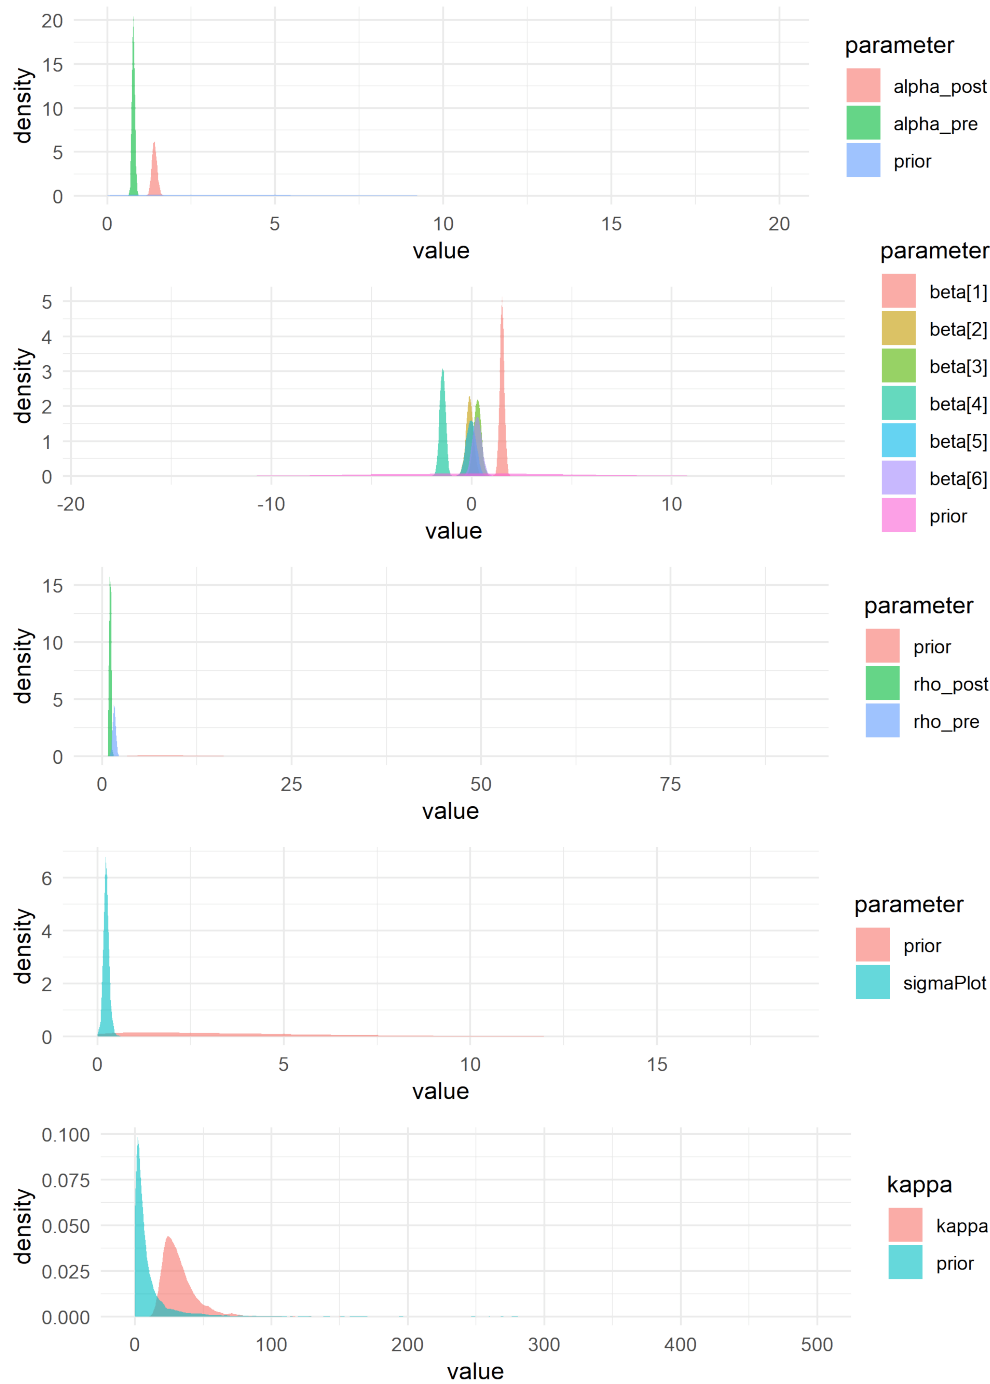 20
15
10
5
0
density
0 5 10 15 20
value
parameter
alpha_post
alpha_pre
prior
5
4
3
2
1
0
density
-20 -10 0 10
value
parameter
beta[1]
beta[2]
beta[3]
beta[4]
beta[5]
beta[6]
prior
15
10
5
0
density
0 25 50 75
value
parameter
prior
rho_post
rho_pre
6
4
2
0
density
0 5 10 15
value
parameter
prior
sigmaPlot
0.100
0.075
0.050
0.025
0.000
density
0 100 200 300 400 500
value
kappa
kappa
prior